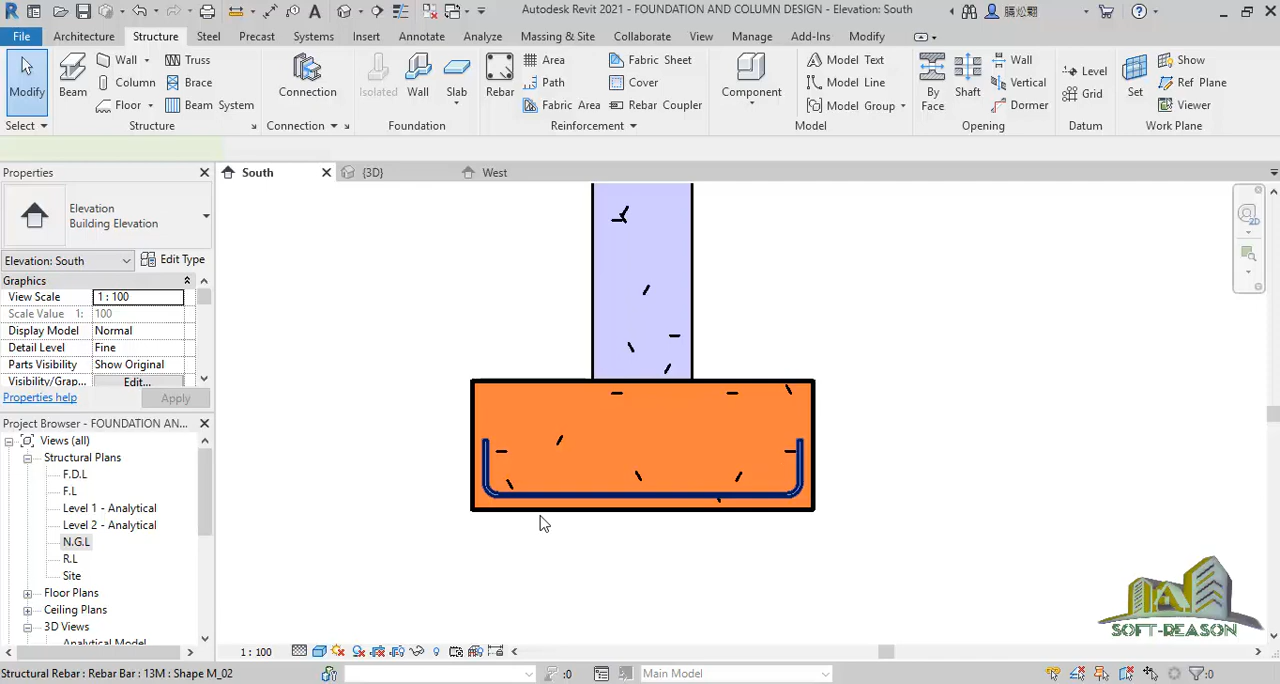 Autodesk Revit 2021 - FOUNDATION AND COLUMN DESIGN - Elevation: South
File Architecture Structure Steel Precast Systems Insert Annotate Analyze Massing & Site Collaborate View Manage Add-Ins Modify
Modify
Select
Beam
Wall
Column
Floor
Truss
Brace
Beam System
Structure
Connection
Connection
Isolated
Wall
Slab
Foundation
Rebar
Area
Path
Fabric Area
Fabric Sheet
Cover
Rebar Coupler
Reinforcement
Component
Model Text
Model Line
Model Group
Model
By Face
Shaft
Wall
Vertical
Dormer
Opening
Level
Grid
Datum
Set
Show
Ref Plane
Viewer
Work Plane
Properties
South
{3D}
West
Elevation
Building Elevation
Elevation: South
Edit Type
Graphics
View Scale 1 : 100
Scale Value 1: 100
Display Model Normal
Detail Level Fine
Parts Visibility Show Original
Visibility/Grap... Edit...
Properties help
Apply
Project Browser - FOUNDATION AN...
Views (all)
Structural Plans
F.D.L
F.L
Level 1 - Analytical
Level 2 - Analytical
N.G.L
R.L
Site
Floor Plans
Ceiling Plans
3D Views
Analytical Model
2D
SOFT-REASON
1 : 100
Structural Rebar : Rebar Bar : 13M : Shape M_02
:0
Main Model
:0